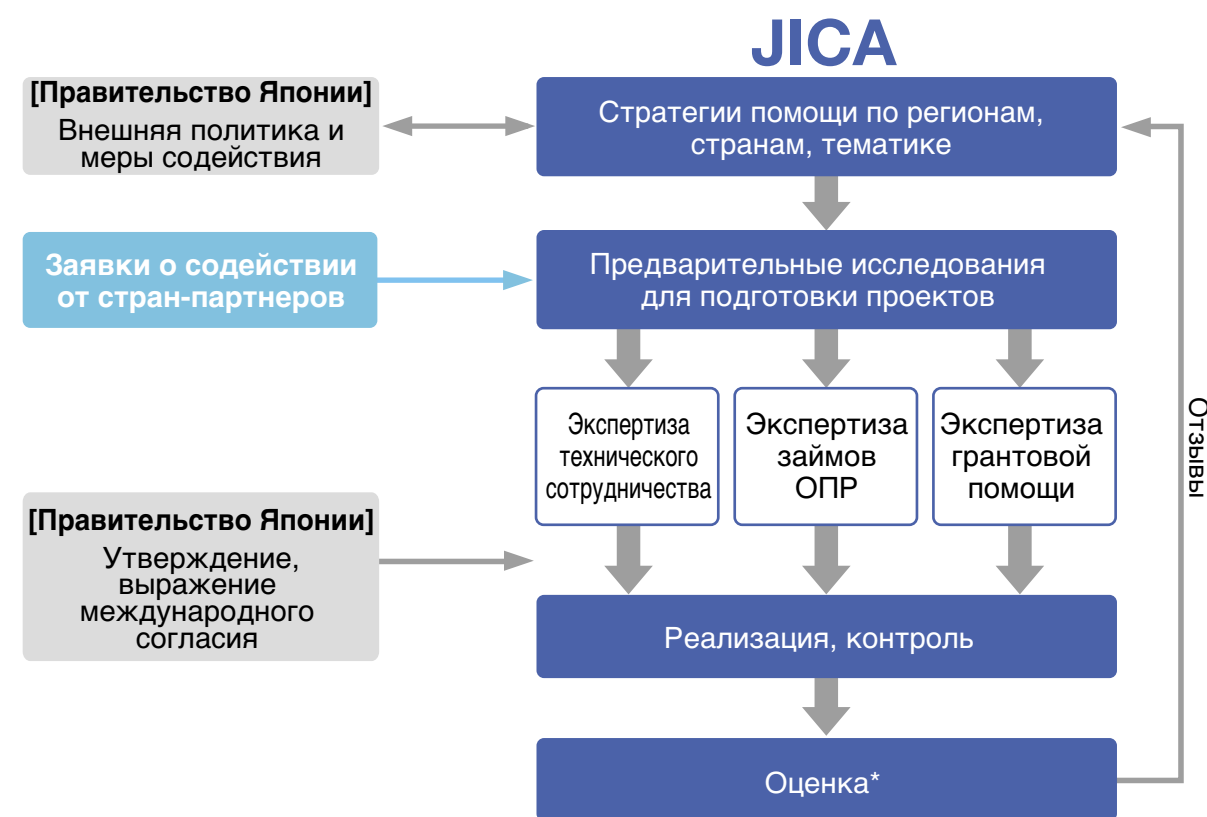 JICA
[Правительство Японии]
Внешняя политика и
меры содействия
Стратегии помощи по регионам,
странам, тематике
Заявки о содействии
от стран-партнеров
Предварительные исследования
для подготовки проектов
Экспертиза
технического
сотрудничества
Экспертиза
займов
ОПР
Экспертиза
грантовой
помощи
Отзывы
[Правительство Японии]
Утверждение,
выражение
международного
согласия
Реализация, контроль
Оценка*